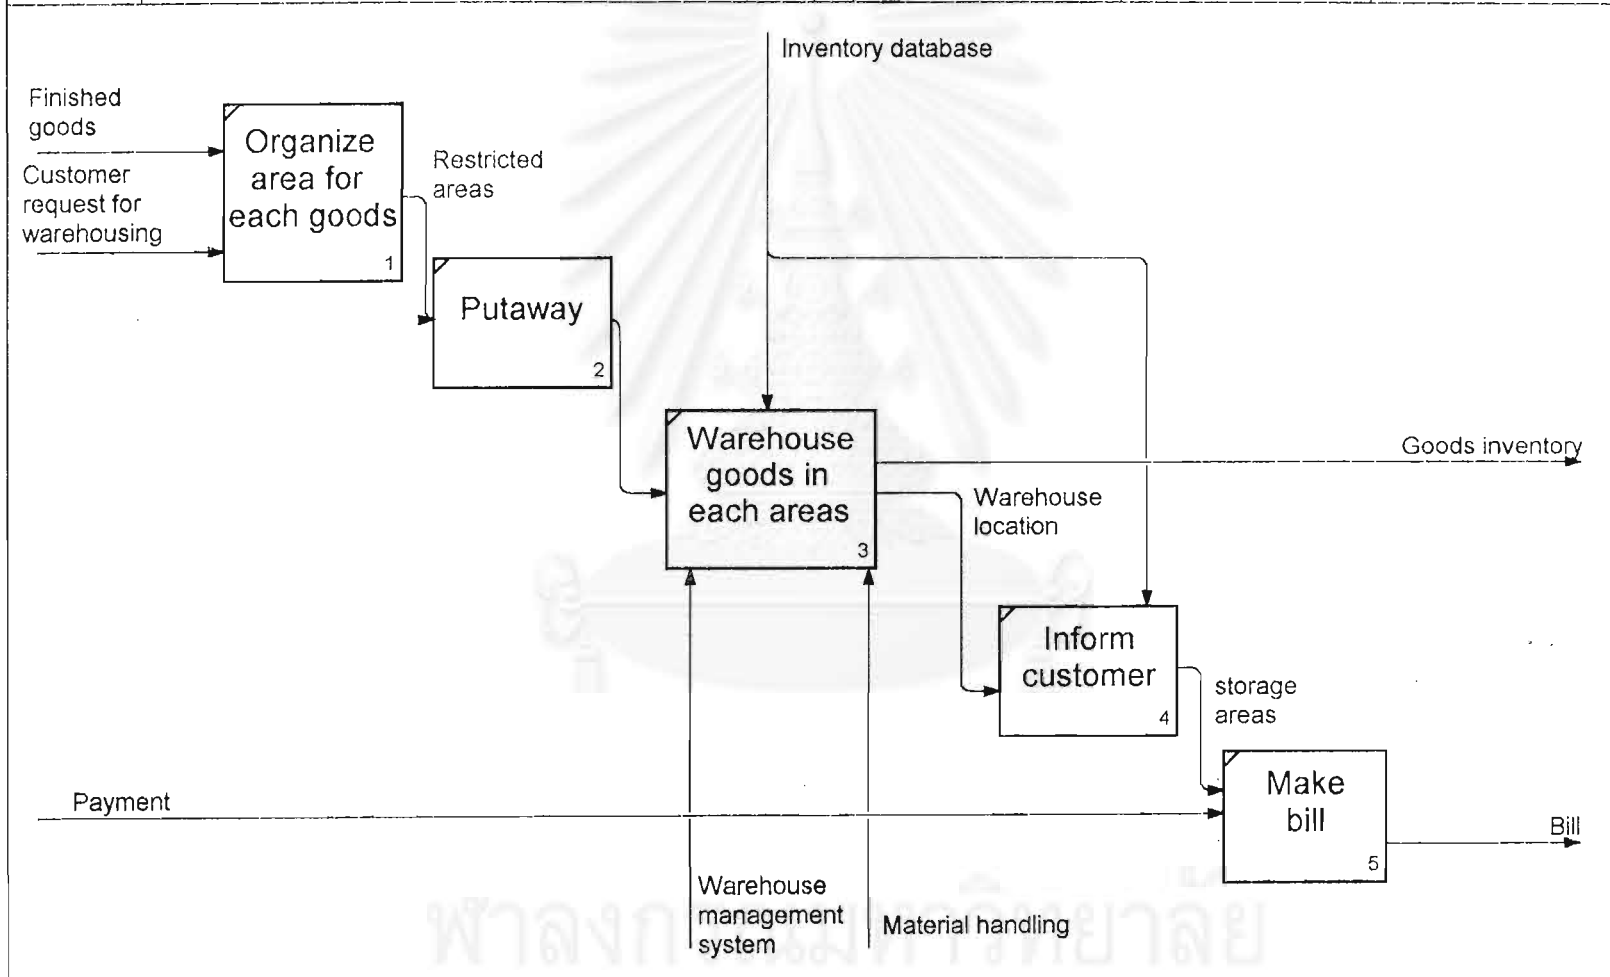 Inventory database
Finished
goods
Customer
request for
warehousing
Organize
area for
each goods
1
Restricted
areas
Putaway
2
Warehouse
goods in
each areas
3
Goods inventory
Warehouse
location
Inform
customer
4
storage
areas
Payment
Make
bill
5
Bill
Warehouse
management
system
Material handling